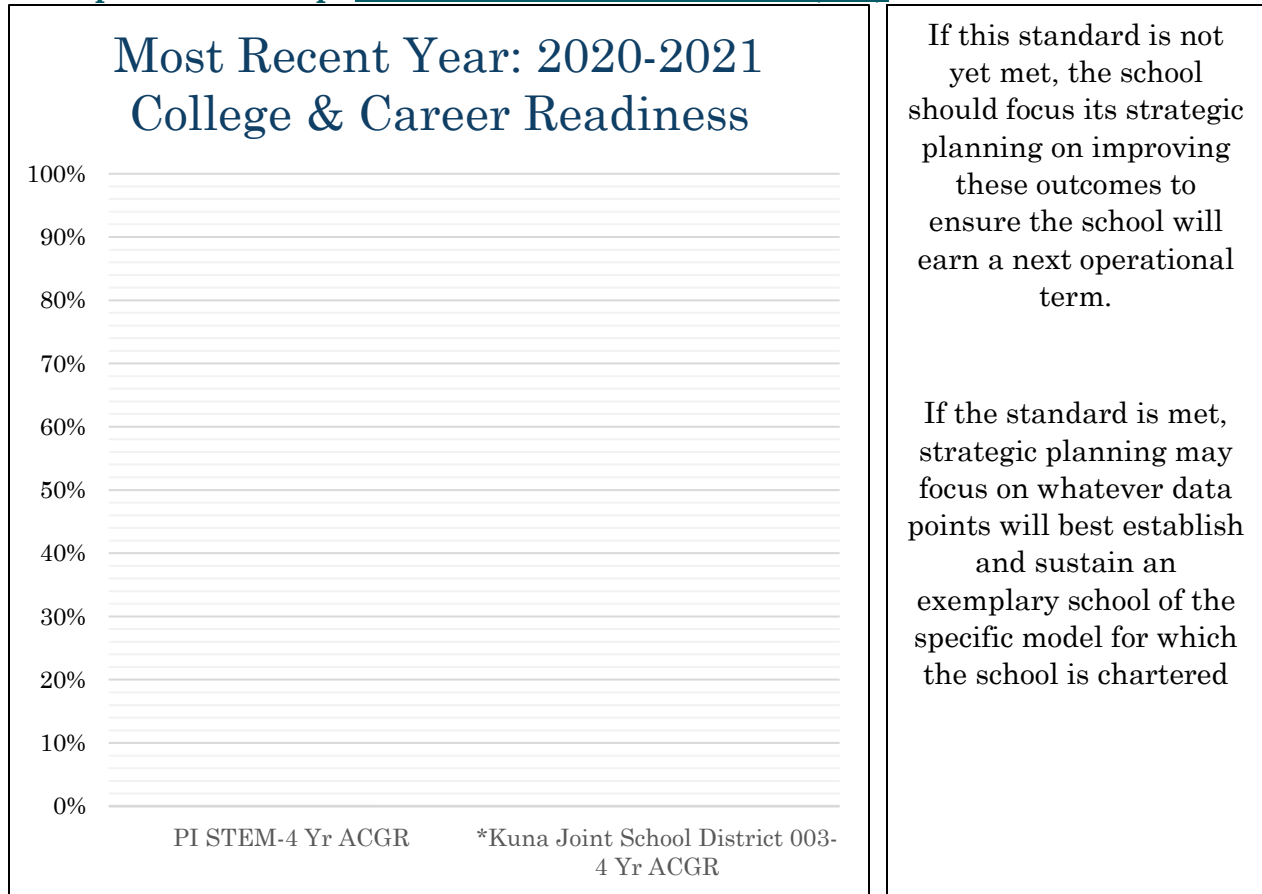 Most Recent Year: 2020-2021
College & Career Readiness
100%
90%
80%
70%
60%
50%
40%
30%
20%
10%
0%
PI STEM-4 Yr ACGR
*Kuna Joint School District 003-
4 Yr ACGR
If this standard is not
yet met, the school
should focus its strategic
planning on improving
these outcomes to
ensure the school will
earn a next operational
term.
If the standard is met,
strategic planning may
focus on whatever data
points will best establish
and sustain an
exemplary school of the
specific model for which
the school is chartered